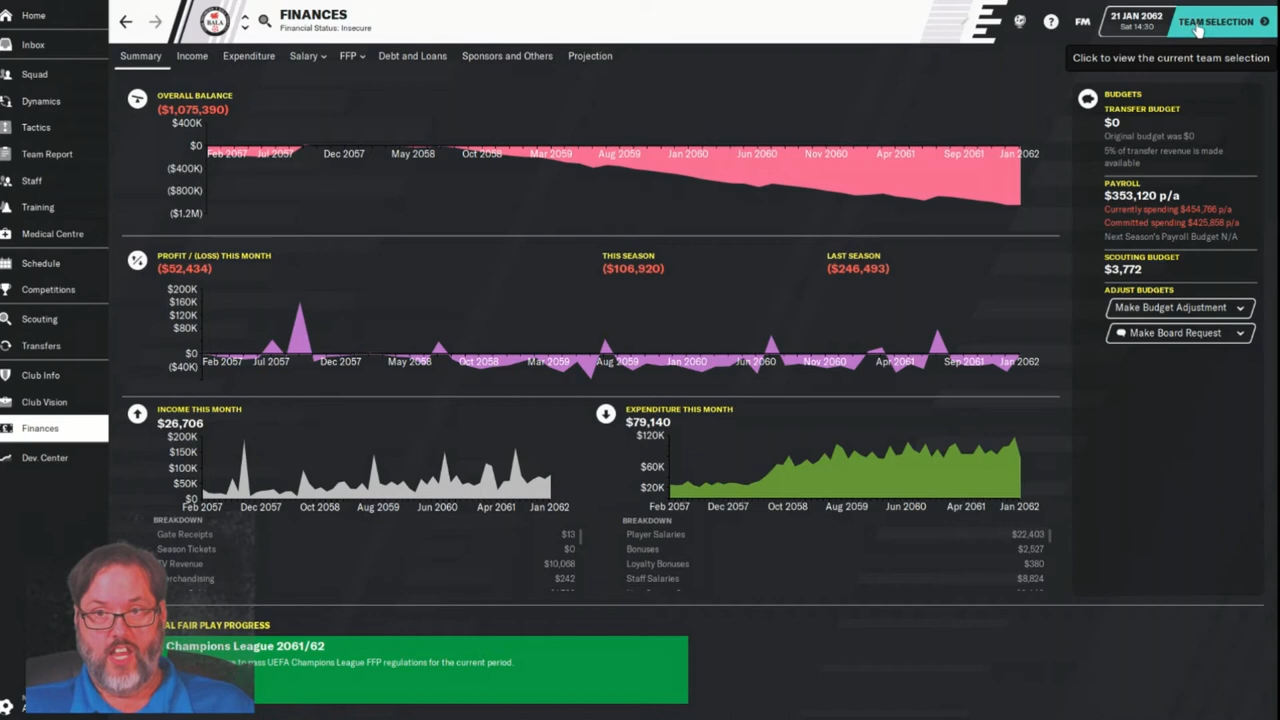 Home
Inbox
Squad
Dynamics
Tactics
Team Report
Staff
Training
Medical Centre
Schedule
Competitions
Scouting
Transfers
Club Info
Club Vision
Finances
Dev. Center
BALA
FINANCES
Financial Status: Insecure
FM
21 JAN 2062
Sat 14:30
TEAM SELECTION
Click to view the current team selection
Summary Income Expenditure Salary FFP Debt and Loans Sponsors and Other Projection
OVERALL BALANCE
($1,075,390)
$400K
$0
($400K)
($800K)
($1.2M)
Feb 2057 Jul 2057 Dec 2057 May 2058 Oct 2058 Mar 2059 Aug 2059 Jan 2060 Jun 2060 Nov 2060 Apr 2061 Sep 2061 Jan 2062
PROFIT / (LOSS) THIS MONTH
($52,434)
THIS SEASON
($106,920)
LAST SEASON
($246,493)
$200K
$160K
$120K
$80K
$0
($40K)
Feb 2057 Jul 2057 Dec 2057 May 2058 Oct 2058 Mar 2059 Aug 2059 Jan 2060 Jun 2060 Nov 2060 Apr 2061 Sep 2061 Jan 2062
INCOME THIS MONTH
$26,706
$200K
$150K
$100K
$50K
$0
Feb 2057 Dec 2057 Oct 2058 Aug 2059 Jun 2060 Apr 2061 Jan 2062
BREAKDOWN
Gate Receipts $13
Season Tickets $0
TV Revenue $10,068
erchandising $242
EXPENDITURE THIS MONTH
$79,140
$120K
$60K
$20K
Feb 2057 Dec 2057 Oct 2058 Aug 2059 Jun 2060 Apr 2061 Jan 2062
BREAKDOWN
Player Salaries $22,403
Bonuses $2,527
Loyalty Bonuses $380
Staff Salaries $8,824
AL FAIR PLAY PROGRESS
Champions League 2061/62
pass UEFA Champions League FFP regulations for the current period.
BUDGETS
TRANSFER BUDGET
$0
Original budget was $0
5% of transfer revenue is made
available
PAYROLL
$353,120 p/a
Currently spending $454,766 p/a
Committed spending $425,858 p/a
Next Season's Payroll Budget N/A
SCOUTING BUDGET
$3,772
ADJUST BUDGETS
Make Budget Adjustment
Make Board Request